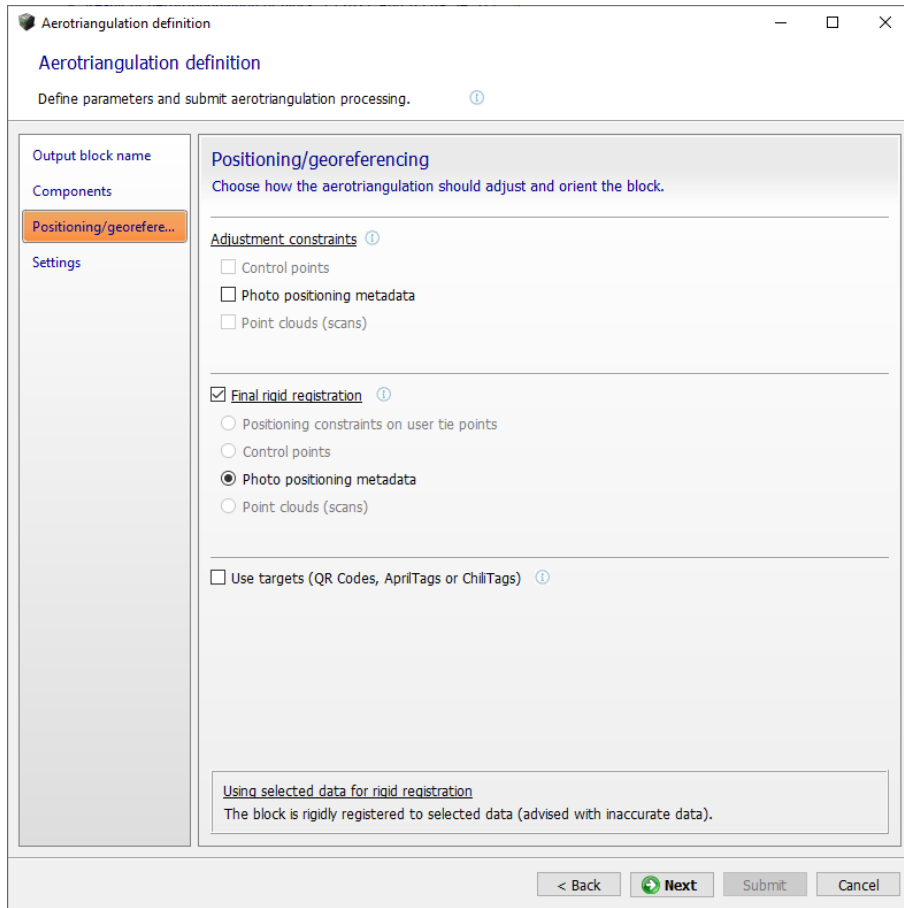 Aerotriangulation definition
Aerotriangulation definition
Define parameters and submit aerotriangulation processing.
Output block name
Components
Positioning/georefere...
Settings
Positioning/georeferencing
Choose how the aerotriangulation should adjust and orient the block.
Adjustment constraints
Control points
Photo positioning metadata
Point clouds (scans)
Final rigid registration
Positioning constraints on user tie points
Control points
Photo positioning metadata
Point clouds (scans)
Use targets (QR Codes, AprilTags or ChiliTags)
Using selected data for rigid registration
The block is rigidly registered to selected data (advised with inaccurate data).
< Back Next Submit Cancel